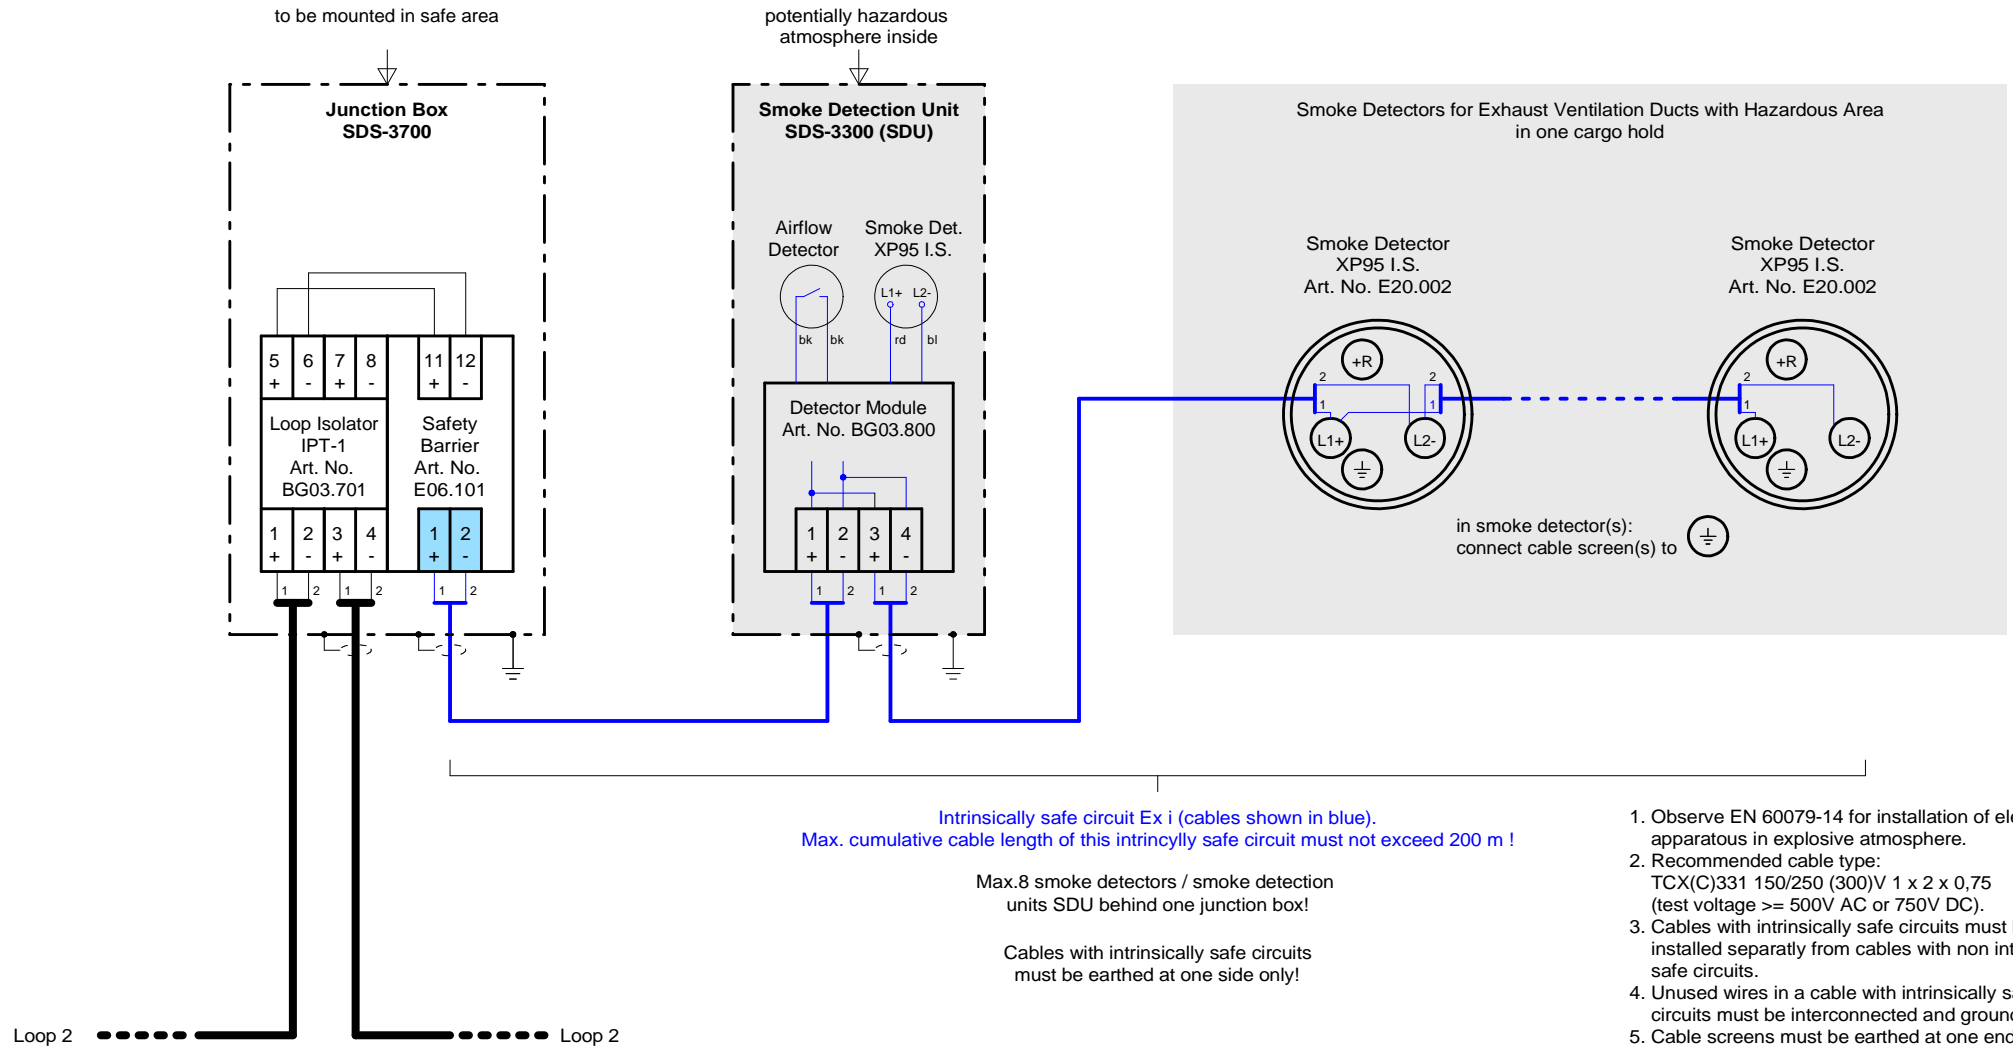 to be mounted in safe area
potentially hazardous
atmosphere inside
Junction Box
SDS-3700
5 6 7 8 11 12
+ - + - + -
Loop Isolator
IPT-1
Art. No.
BG03.701
Safety
Barrier
Art. No.
E06.101
1 2 3 4 1 2
+ - + - + -
1 2 1 2 1 2
Smoke Detection Unit
SDS-3300 (SDU)
Airflow
Detector
Smoke Det.
XP95 I.S.
L1+ L2-
bk bk rd bl
Detector Module
Art. No. BG03.800
1 2 3 4
+ - + -
1 2 1 2
Smoke Detectors for Exhaust Ventilation Ducts with Hazardous Area
in one cargo hold
Smoke Detector
XP95 I.S.
Art. No. E20.002
+R
2 2
1 1
L1+ L2-
Smoke Detector
XP95 I.S.
Art. No. E20.002
+R
2
1
L1+ L2-
in smoke detector(s):
connect cable screen(s) to
Intrinsically safe circuit Ex i (cables shown in blue).
Max. cumulative cable length of this intrincylly safe circuit must not exceed 200 m !
Max.8 smoke detectors / smoke detection
units SDU behind one junction box!
Cables with intrinsically safe circuits
must be earthed at one side only!
1. Observe EN 60079-14 for installation of
apparatous in explosive atmosphere.
2. Recommended cable type:
TCX(C)331 150/250 (300)V 1 x 2 x 0,75
(test voltage >= 500V AC or 750V DC).
3. Cables with intrinsically safe circuits must
installed separatly from cables with non
safe circuits.
4. Unused wires in a cable with intrinsically
circuits must be interconnected and
5. Cable screens must be earthed at one end
Loop 2
Loop 2